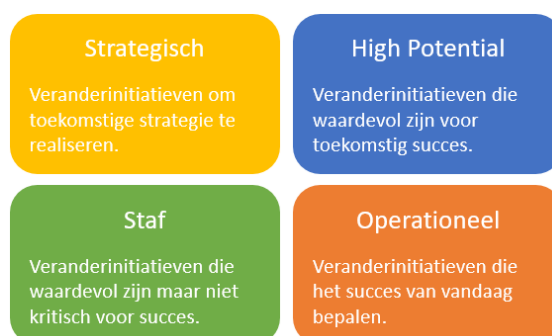 Strategisch
Veranderinitiatieven om
toekomstige strategie te
realiseren.
High Potential
Veranderinitiatieven die
waardevol zijn voor
toekomstig succes.
Staf
Veranderinitiatieven die
waardevol zijn maar niet
kritisch voor succes.
Operationeel
Veranderinitiatieven die
het succes van vandaag
bepalen.